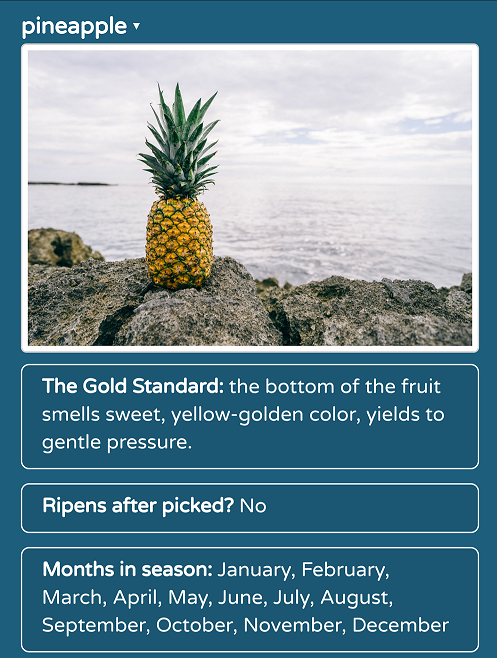 pineapple ▾
The Gold Standard: the bottom of the fruit
smells sweet, yellow-golden color, yields to
gentle pressure.
Ripens after picked? No
Months in season: January, February,
March, April, May, June, July, August,
September, October, November, December